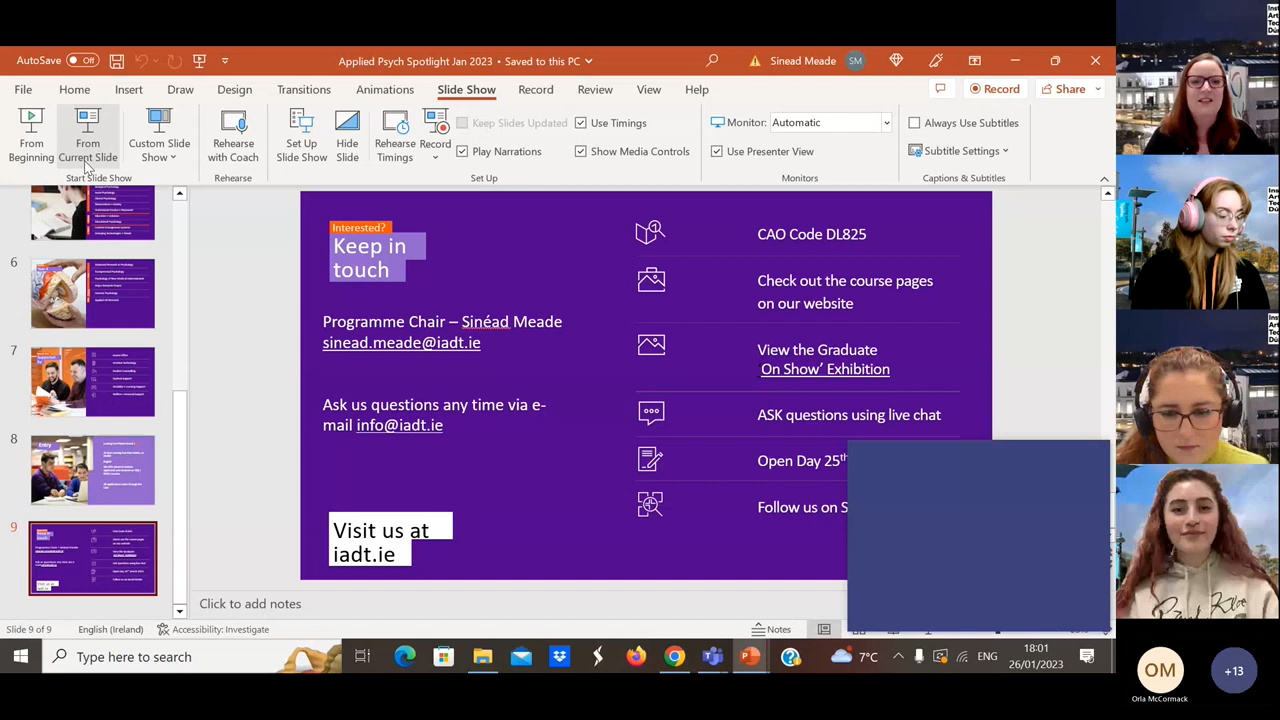 AutoSave Off
Applied Psych Spotlight Jan 2023 • Saved to this PC
Sinead Meade SM
File Home Insert Draw Design Transitions Animations Slide Show Record Review View Help
Record Share
From Beginning
From Current Slide
Custom Slide Show
Rehearse with Coach
Set Up Slide Show
Hide Slide
Rehearse Timings
Record
Keep Slides Updated
Use Timings
Play Narrations
Show Media Controls
Monitor: Automatic
Use Presenter View
Always Use Subtitles
Subtitle Settings
Start Slide Show
Rehearse
Set Up
Monitors
Captions & Subtitles
6
7
8
Entry
9
Interested?
Keep in
touch
Programme Chair – Sinéad Meade
sinead.meade@iadt.ie
Ask us questions any time via e-
mail info@iadt.ie
Visit us at
iadt.ie
CAO Code DL825
Check out the course pages
on our website
View the Graduate
‘On Show’ Exhibition
ASK questions using live chat
Open Day 25th
Follow us on S
Click to add notes
Slide 9 of 9 English (Ireland) Accessibility: Investigate
Notes
Type here to search
7°C
ENG
18:01
26/01/2023
OM
Orla McCormack
+13